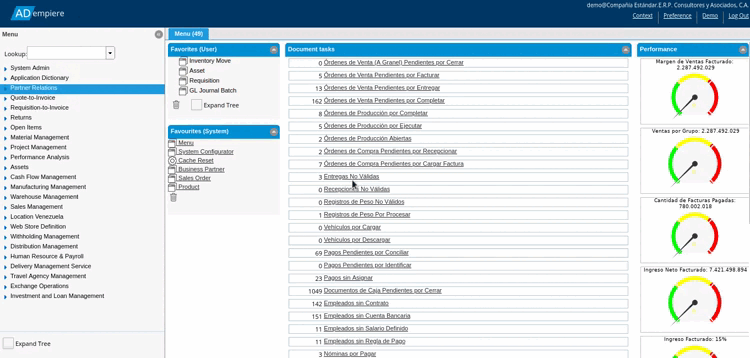 ADempiere
demo@Compañía Estándar.E.R.P. Consultores y Asociados, C.A.
Context Preference Demo Log Out
Menu
Lookup:
System Admin
Application Dictionary
Partner Relations
Quote-to-Invoice
Requisition-to-Invoice
Returns
Open Items
Material Management
Project Management
Performance Analysis
Assets
Cash Flow Management
Manufacturing Management
Warehouse Management
Sales Management
Location Venezuela
Web Store Definition
Withholding Management
Distribution Management
Human Resource & Payroll
Delivery Management Service
Travel Agency Management
Exchange Operations
Investment and Loan Management
Expand Tree
Menu (49)
Favorites (User)
Inventory Move
Asset
Requisition
GL Journal Batch
Expand Tree
Favourites (System)
Menu
System Configurator
Cache Reset
Business Partner
Sales Order
Product
Document tasks
0 Órdenes de Venta (A Granel) Pendientes por Cerrar
5 Órdenes de Venta Pendientes por Facturar
13 Órdenes de Venta Pendientes por Entregar
162 Órdenes de Venta Pendientes por Completar
8 Órdenes de Producción por Completar
5 Órdenes de Producción por Ejecutar
2 Órdenes de Producción Abiertas
2 Órdenes de Compra Pendientes por Recepcionar
7 Órdenes de Compra Pendientes por Cargar Factura
3 Entregas No Válidas
0 Recepciones No Válidas
0 Registros de Peso No Válidos
1 Registros de Peso Por Procesar
0 Vehículos por Cargar
0 Vehículos por Descargar
69 Pagos Pendientes por Conciliar
0 Pagos Pendientes por Identificar
23 Pagos sin Asignar
1049 Documentos de Caja Pendientes por Cerrar
142 Empleados sin Contrato
151 Empleados sin Cuenta Bancaria
11 Empleados sin Salario Definido
11 Empleados sin Regla de Pago
3 Nominas por Pagar
Performance
Margen de Ventas Facturado:
2.287.492.029
Ventas por Grupo: 2.287.492.029
Cantidad de Facturas Pagadas:
780.002.018
Ingreso Neto Facturado: 7.421.498.894
Ingreso Facturado: 15%